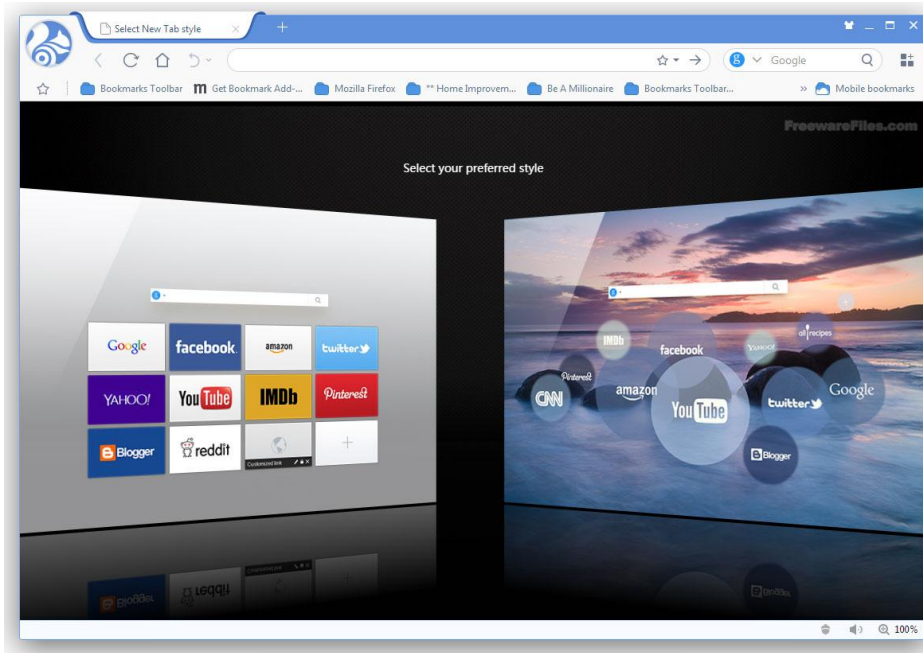 Select New Tab style
Google
Bookmarks Toolbar
m Get Bookmark Add-...
Mozilla Firefox
** Home Improvem...
Be A Millionaire
Bookmarks Toolbar...
»
Mobile bookmarks
FreewareFiles.com
Select your preferred style
Google
facebook
amazon
twitter
YAHOO!
YouTube
IMDb
Pinterest
Blogger
reddit
Customized link
IMDb
facebook
YAHOO!
allrecipes
Pinterest
CNN
amazon
YouTube
twitter
Google
Blogger
100%